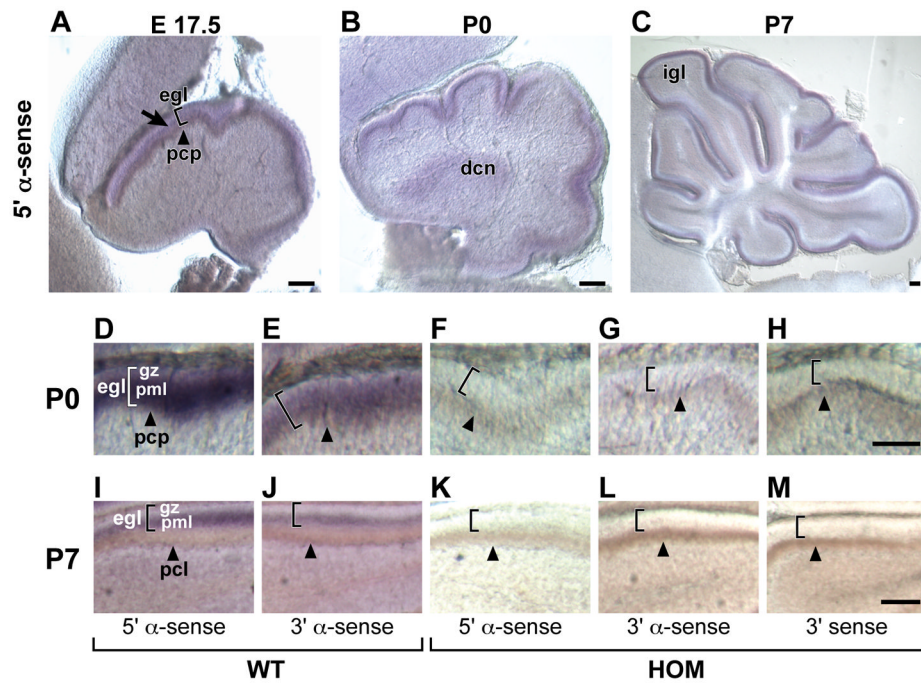 A E 17.5 B P0 C P7
5' α-sense
egl
pcp
dcn
igl
D E F G H
P0
egl gz
pml
pcp
I J K L M
P7
egl gz
pml
pcl
5' α-sense 3' α-sense 5' α-sense 3' α-sense 3' sense
WT HOM